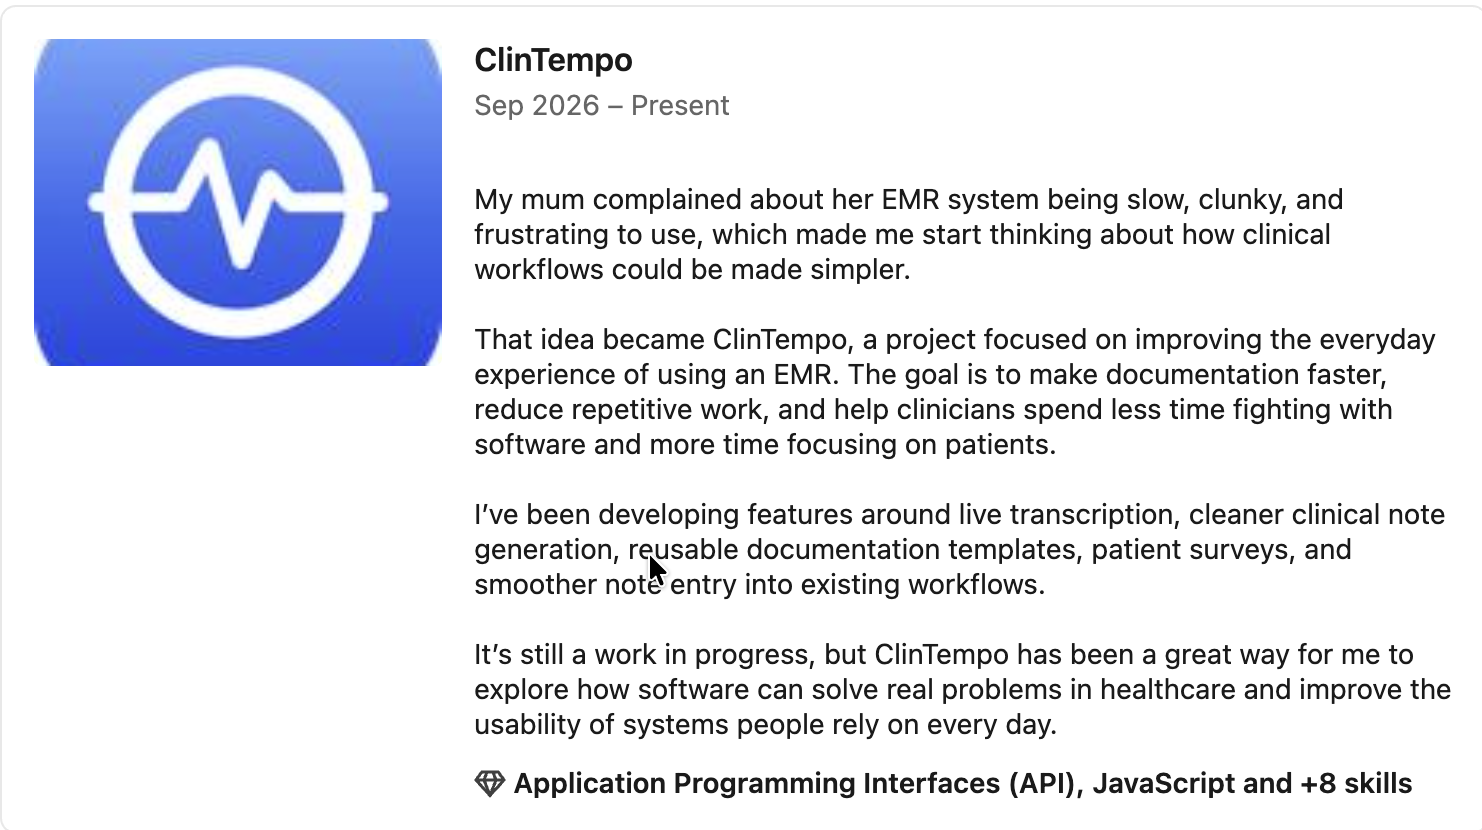 ClinTempo
Sep 2026 – Present
My mum complained about her EMR system being slow, clunky, and
frustrating to use, which made me start thinking about how clinical
workflows could be made simpler.
That idea became ClinTempo, a project focused on improving the everyday
experience of using an EMR. The goal is to make documentation faster,
reduce repetitive work, and help clinicians spend less time fighting with
software and more time focusing on patients.
I’ve been developing features around live transcription, cleaner clinical note
generation, reusable documentation templates, patient surveys, and
smoother note entry into existing workflows.
It’s still a work in progress, but ClinTempo has been a great way for me to
explore how software can solve real problems in healthcare and improve the
usability of systems people rely on every day.
Application Programming Interfaces (API), JavaScript and +8 skills